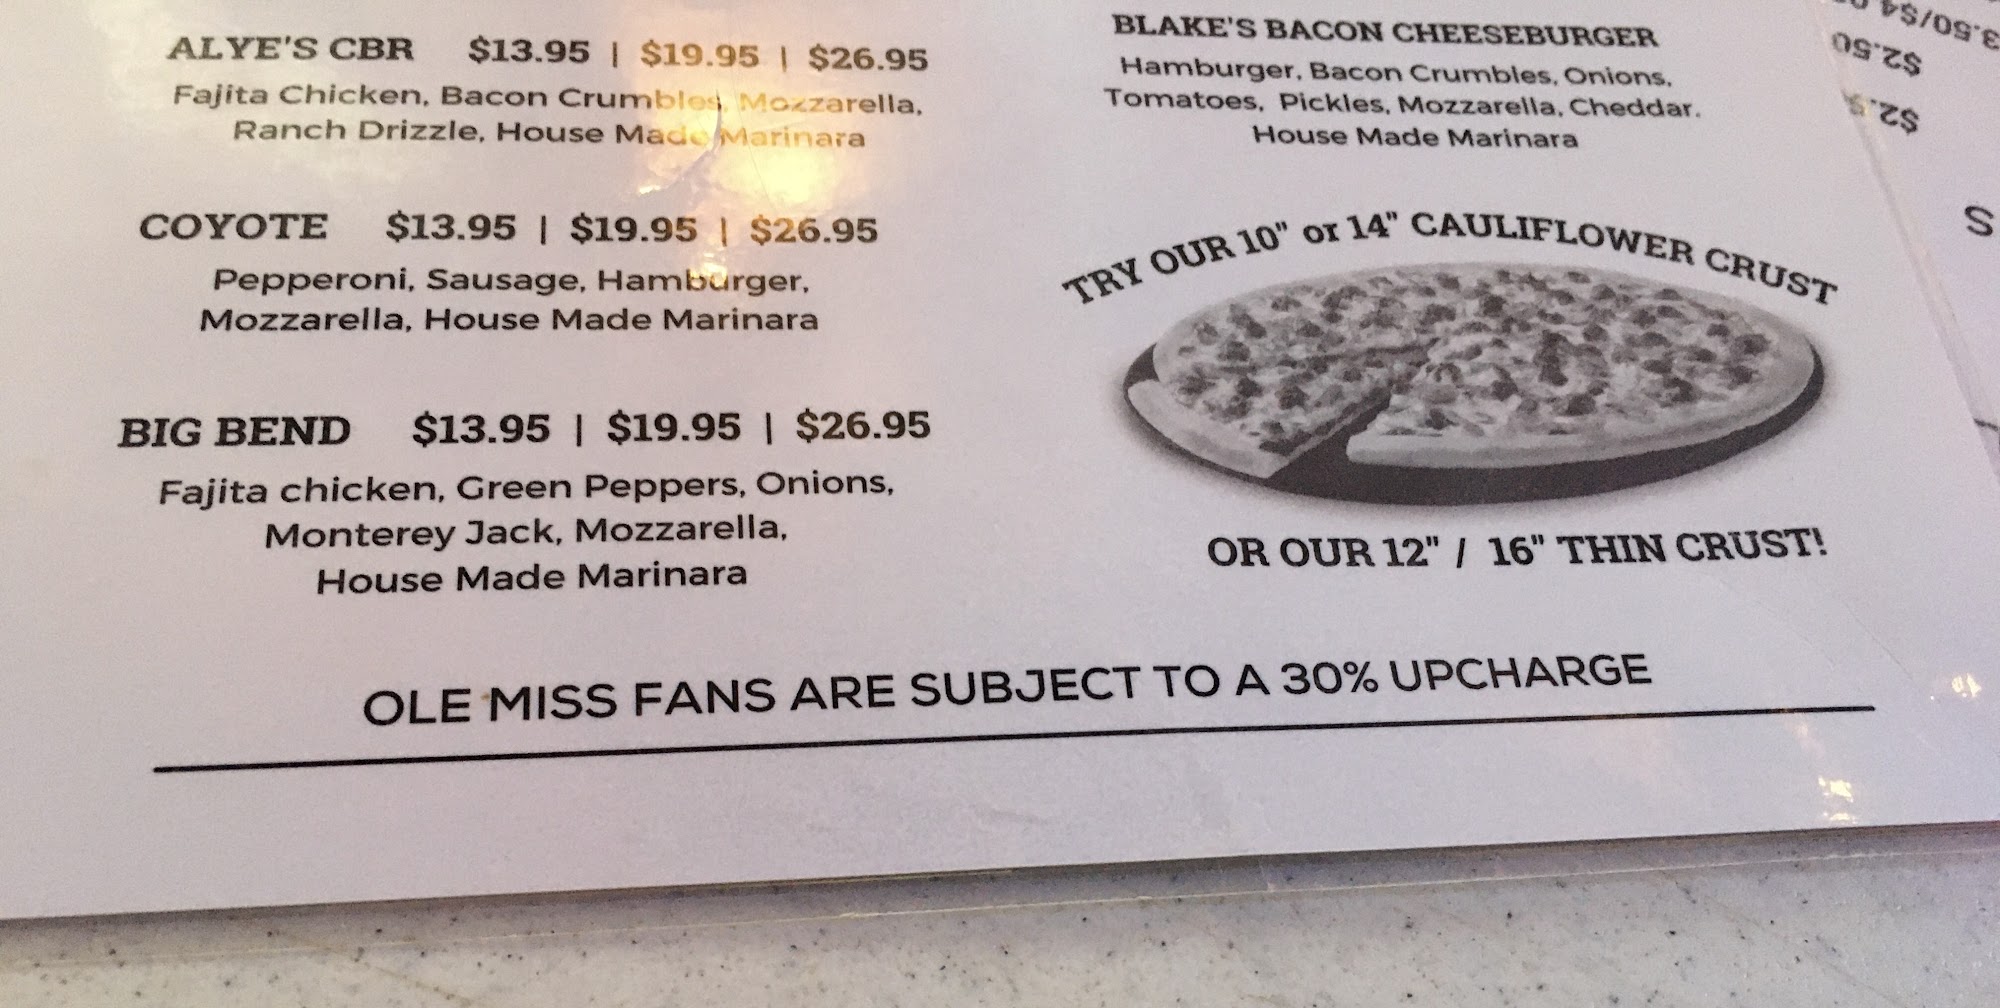 ALYE'S CBR $13.95 | $19.95 | $26.95
Fajita Chicken, Bacon Crumbles, Mozzarella,
Ranch Drizzle, House Made Marinara
COYOTE $13.95 | $19.95 | $26.95
Pepperoni, Sausage, Hamburger,
Mozzarella, House Made Marinara
BIG BEND $13.95 | $19.95 | $26.95
Fajita chicken, Green Peppers, Onions,
Monterey Jack, Mozzarella,
House Made Marinara
BLAKE'S BACON CHEESEBURGER
Hamburger, Bacon Crumbles, Onions,
Tomatoes, Pickles, Mozzarella, Cheddar.
House Made Marinara
TRY OUR 10" or 14" CAULIFLOWER CRUST
OR OUR 12" / 16" THIN CRUST!
OLE MISS FANS ARE SUBJECT TO A 30% UPCHARGE
$2.50
S